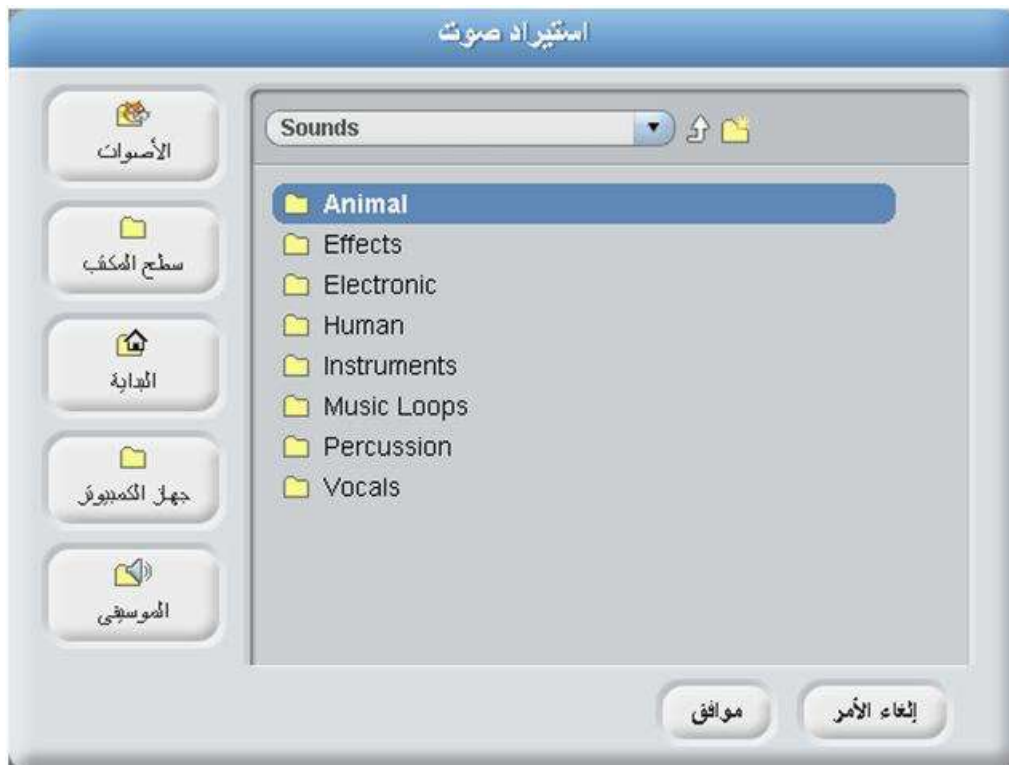 استيراد صوت
الأصوات
سطح المكتب
البداية
جهاز الكمبيوتر
الموسيقى
Sounds
Animal
Effects
Electronic
Human
Instruments
Music Loops
Percussion
Vocals
إلغاء الأمر
موافق